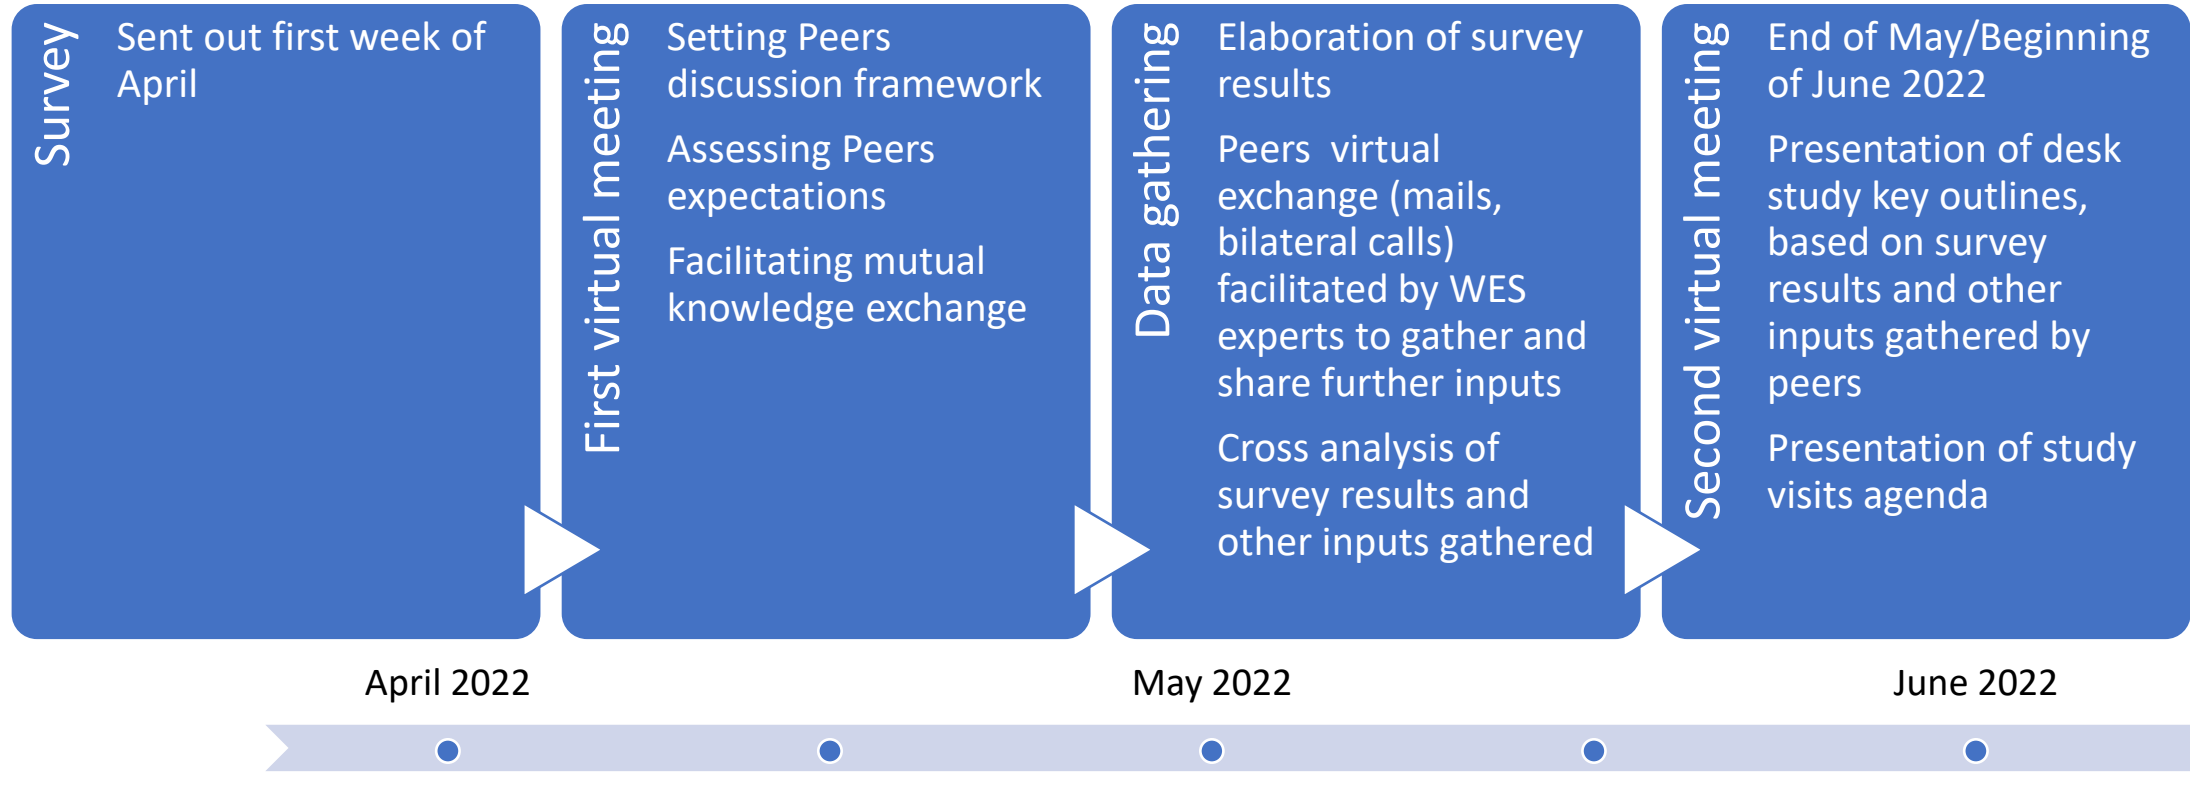 Survey
Sent out first week of
April
First virtual meeting
Setting Peers
discussion framework
Assessing Peers
expectations
Facilitating mutual
knowledge exchange
Data gathering
Elaboration of survey
results
Peers  virtual
exchange (mails,
bilateral calls)
facilitated by WES
experts to gather and
share further inputs
Cross analysis of
survey results and
other inputs gathered
Second virtual meeting
End of May/Beginning
of June 2022
Presentation of desk
study key outlines,
based on survey
results and other
inputs gathered by
peers
Presentation of study
visits agenda
April 2022
May 2022
June 2022